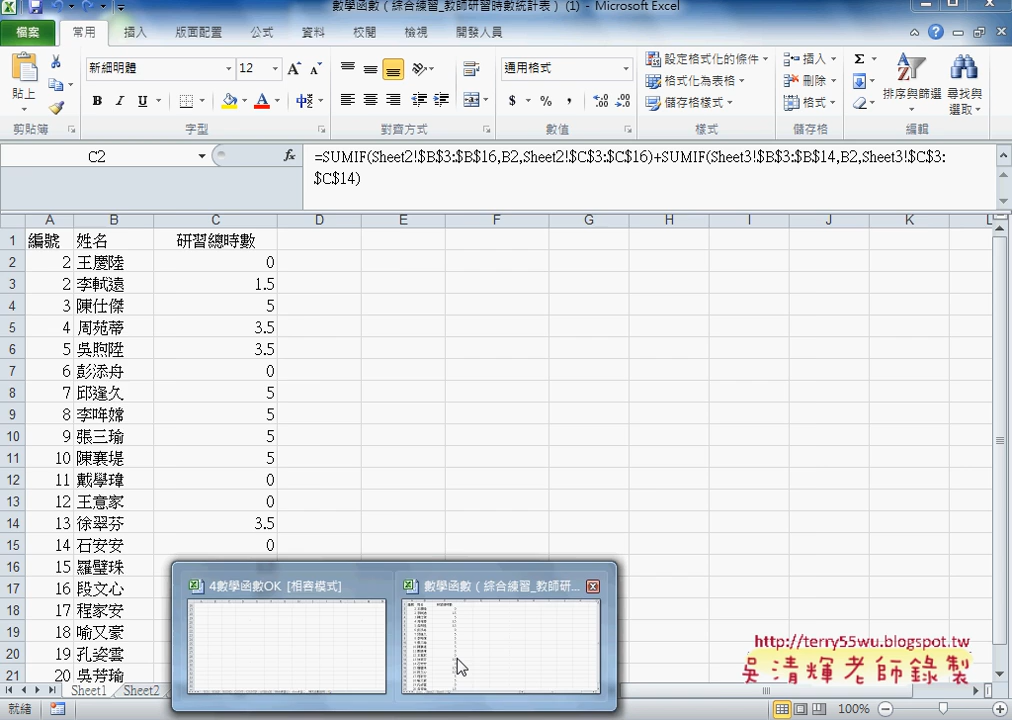 數學函數（綜合練習_教師研習時數統計表）(1) - Microsoft Excel
檔案 常用 插入 版面配置 公式 資料 校閱 檢視 開發人員
新細明體 12 通用格式 設定格式化的條件 插入 Σ
貼上 格式化為表格 刪除 排序與篩選 尋找與選取
B I U A 中 $ % , 儲存格樣式 格式
剪貼簿 字型 對齊方式 數值 樣式 儲存格 編輯
C2 fx =SUMIF(Sheet2!$B$3:$B$16,B2,Sheet2!$C$3:$C$16)+SUMIF(Sheet3!$B$3:$B$14,B2,Sheet3!$C$3:
$C$14)
A B C D E F G H I J K L
1 編號 姓名 研習總時數
2 2 王慶陸 0
3 2 李軾遠 1.5
4 3 陳仕傑 5
5 4 周苑蒂 3.5
6 5 吳煦陞 3.5
7 6 彭添舟 0
8 7 邱逢久 5
9 8 李哖嫦 5
10 9 張三瑜 5
11 10 陳襄堤 5
12 11 戴學瑋 0
13 12 王意家 0
14 13 徐翠芬 3.5
15 14 石安安 0
16 15 羅璧珠
17 16 段文心
18 17 程家安
19 18 喻又豪
20 19 孔姿雲
21 20 吳芳瑜
4數學函數OK [相容模式] 數學函數（綜合練習_教師研...
http://terry55wu.blogspot.tw
吳清輝老師錄製
Sheet1 Sheet2
就緒 100%